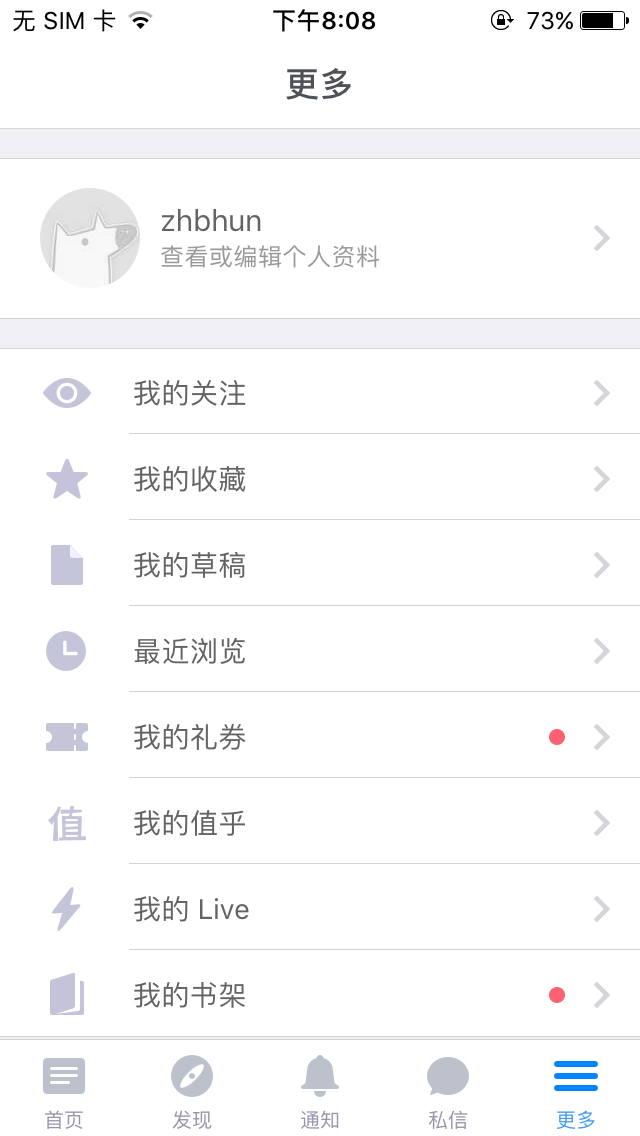 无 SIM 卡 下午8:08 73%
更多
zhbhun
查看或编辑个人资料
我的关注
我的收藏
我的草稿
最近浏览
我的礼券
值 我的值乎
我的 Live
我的书架
首页 发现 通知 私信 更多